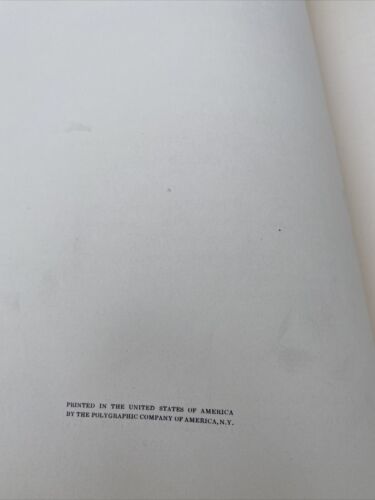 PRINTED IN THE UNITED STATES OF AMERICA
BY THE POLYGRAPHIC COMPANY OF AMERICA, N.Y.